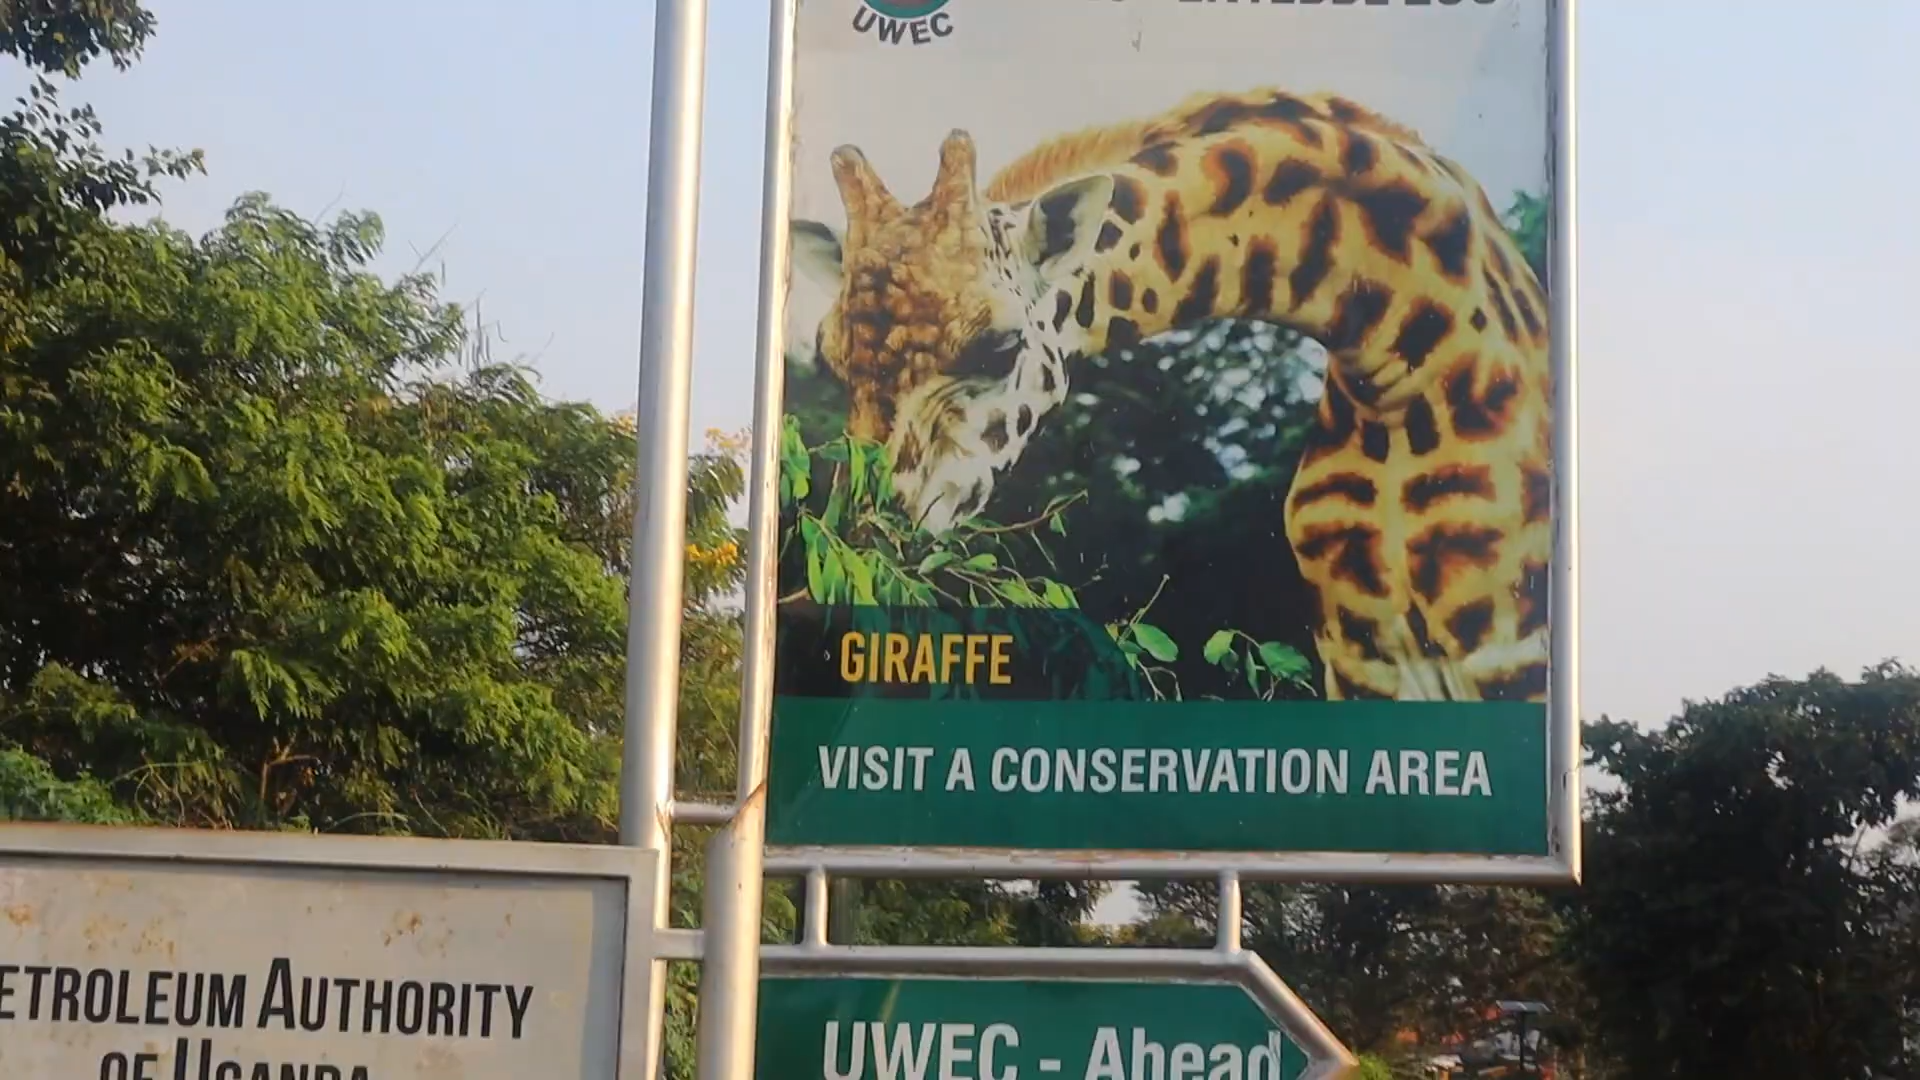 UWEC
GIRAFFE
VISIT A CONSERVATION AREA
UWEC - Ahead
ETROLEUM AUTHORITY
OF UGANDA